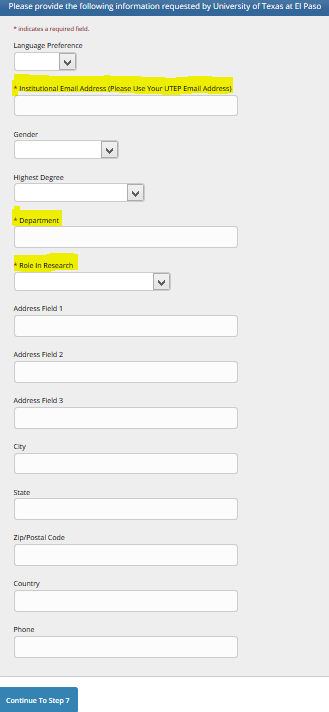 Please provide the following information requested by University of Texas at El Paso
* indicates a required field.
Language Preference
* Institutional Email Address (Please Use Your UTEP Email Address)
Gender
Highest Degree
* Department
* Role In Research
Address Field 1
Address Field 2
Address Field 3
City
State
Zip/Postal Code
Country
Phone
Continue To Step 7